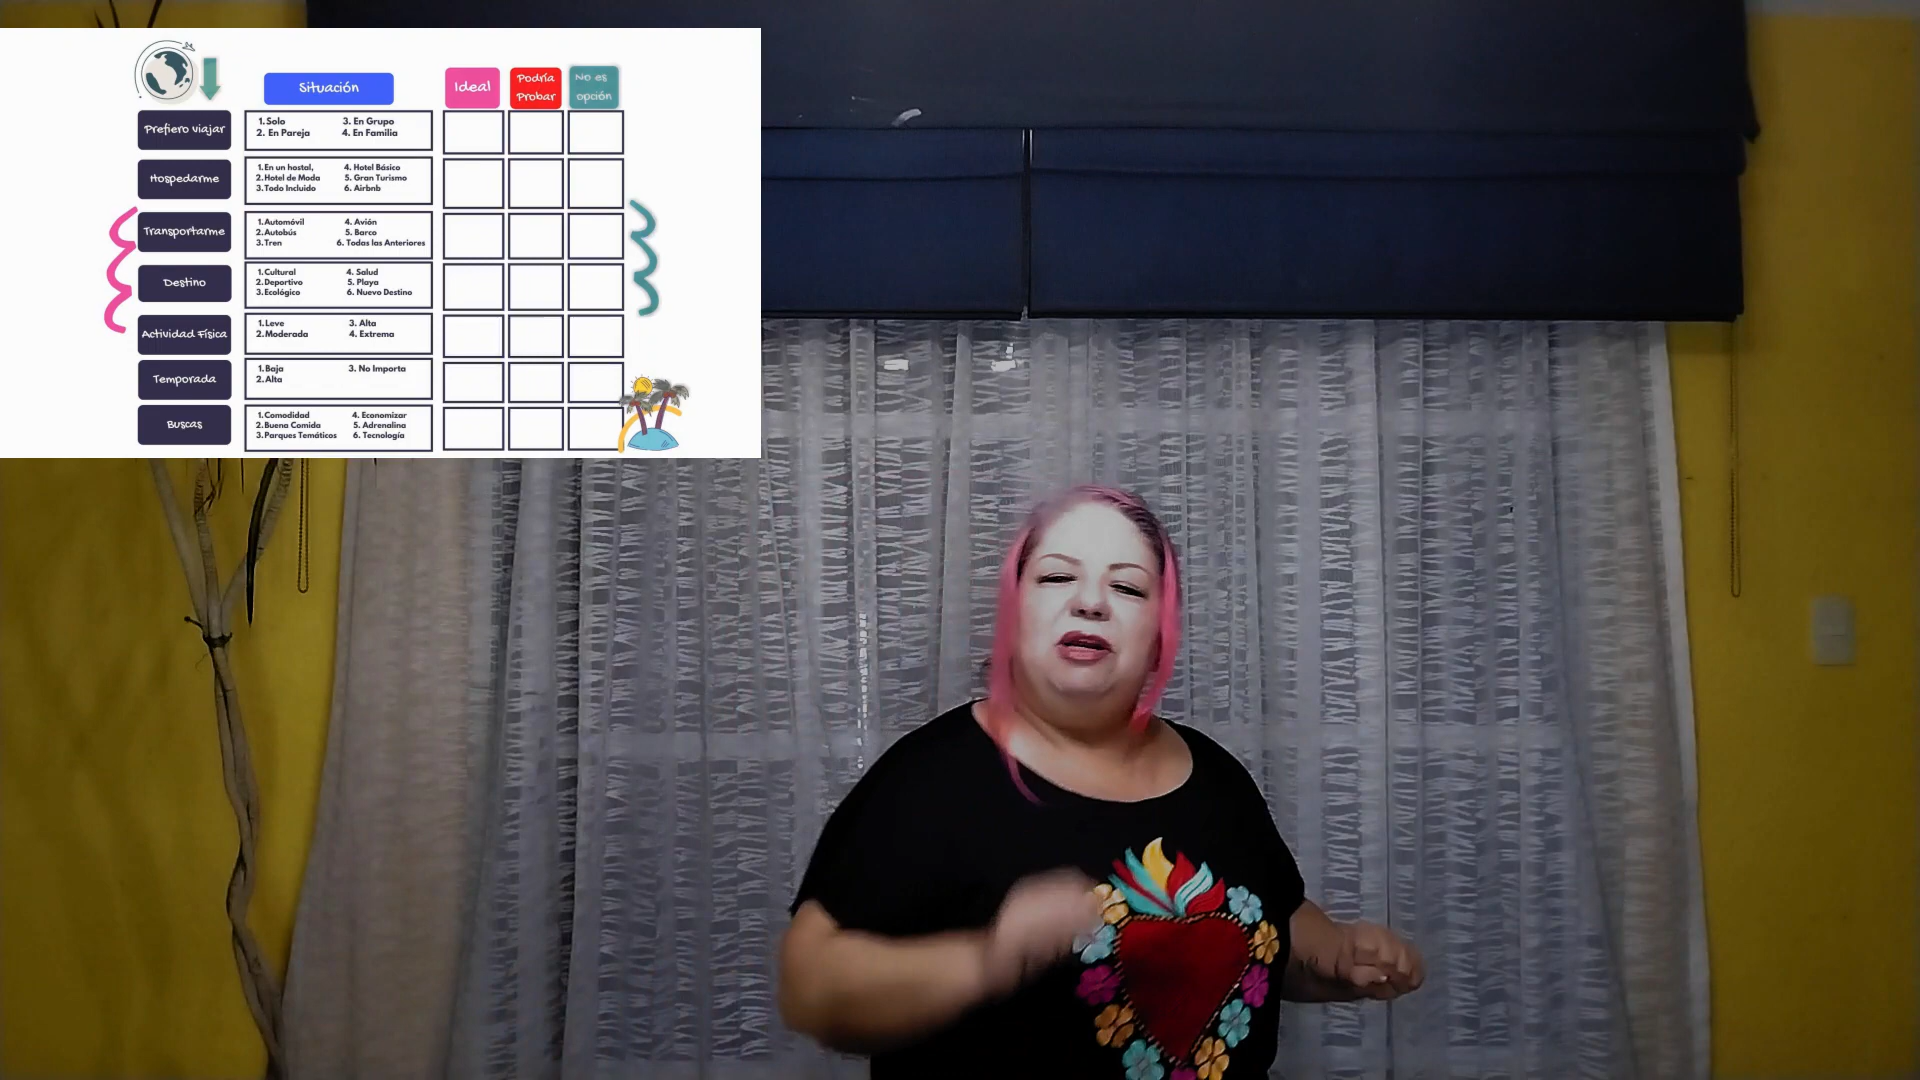 Situación
Ideal
Podría
Probar
No es
opción
Prefiero viajar
1. Solo
3. En Grupo
2. En Pareja
4. En Familia
Hospedarme
1.En un hostal,
4. Hotel Básico
2.Hotel de Moda
5. Gran Turismo
3.Todo Incluido
6. Airbnb
Transportarme
1.Automóvil
4. Avión
2.Autobús
5. Barco
3.Tren
6. Todas las Anteriores
Destino
1.Cultural
4. Salud
2.Deportivo
5. Playa
3.Ecológico
6. Nuevo Destino
Actividad Física
1.Leve
3. Alta
2.Moderada
4. Extrema
Temporada
1.Baja
3. No Importa
2.Alta
Buscas
1.Comodidad
4. Economizar
2.Buena Comida
5. Adrenalina
3.Parques Temáticos
6. Tecnología